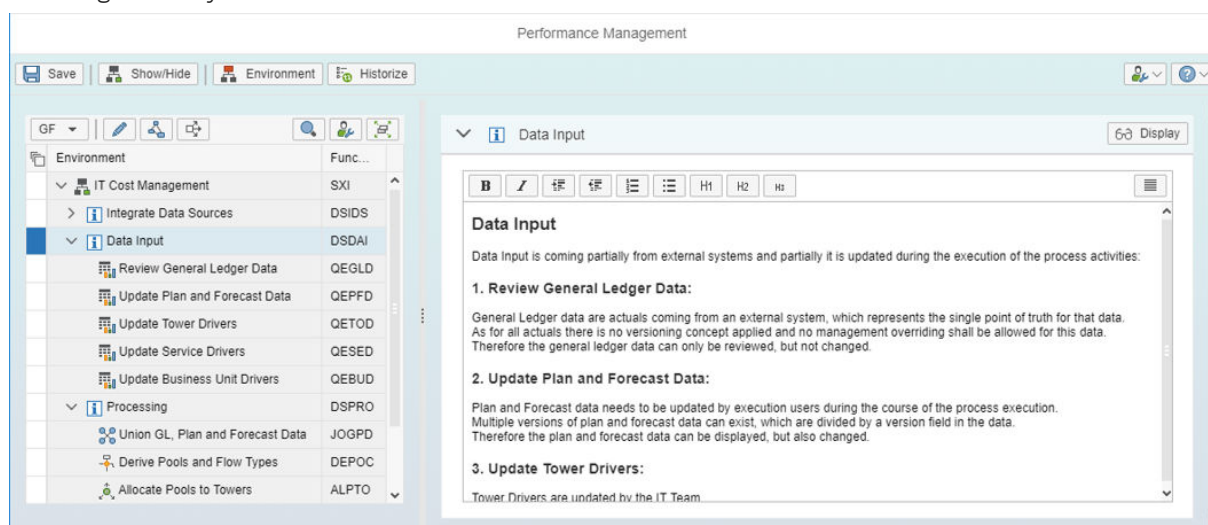 Performance Management
Save Show/Hide Environment Historize
GF
Environment Func...
IT Cost Management SXI
Integrate Data Sources DSIDS
Data Input DSDAI
Review General Ledger Data QEGLD
Update Plan and Forecast Data QEPFD
Update Tower Drivers QETOD
Update Service Drivers QESED
Update Business Unit Drivers QEBUD
Processing DSPRO
Union GL, Plan and Forecast Data JOGPD
Derive Pools and Flow Types DEPOC
Allocate Pools to Towers ALPTO
Data Input Display
B I H1 H2 H3
Data Input
Data Input is coming partially from external systems and partially it is updated during the execution of the process activities:
1. Review General Ledger Data:
General Ledger data are actuals coming from an external system, which represents the single point of truth for that data.
As for all actuals there is no versioning concept applied and no management overriding shall be allowed for this data.
Therefore the general ledger data can only be reviewed, but not changed.
2. Update Plan and Forecast Data:
Plan and Forecast data needs to be updated by execution users during the course of the process execution.
Multiple versions of plan and forecast data can exist, which are divided by a version field in the data.
Therefore the plan and forecast data can be displayed, but also changed.
3. Update Tower Drivers:
Tower Drivers are updated by the IT Team